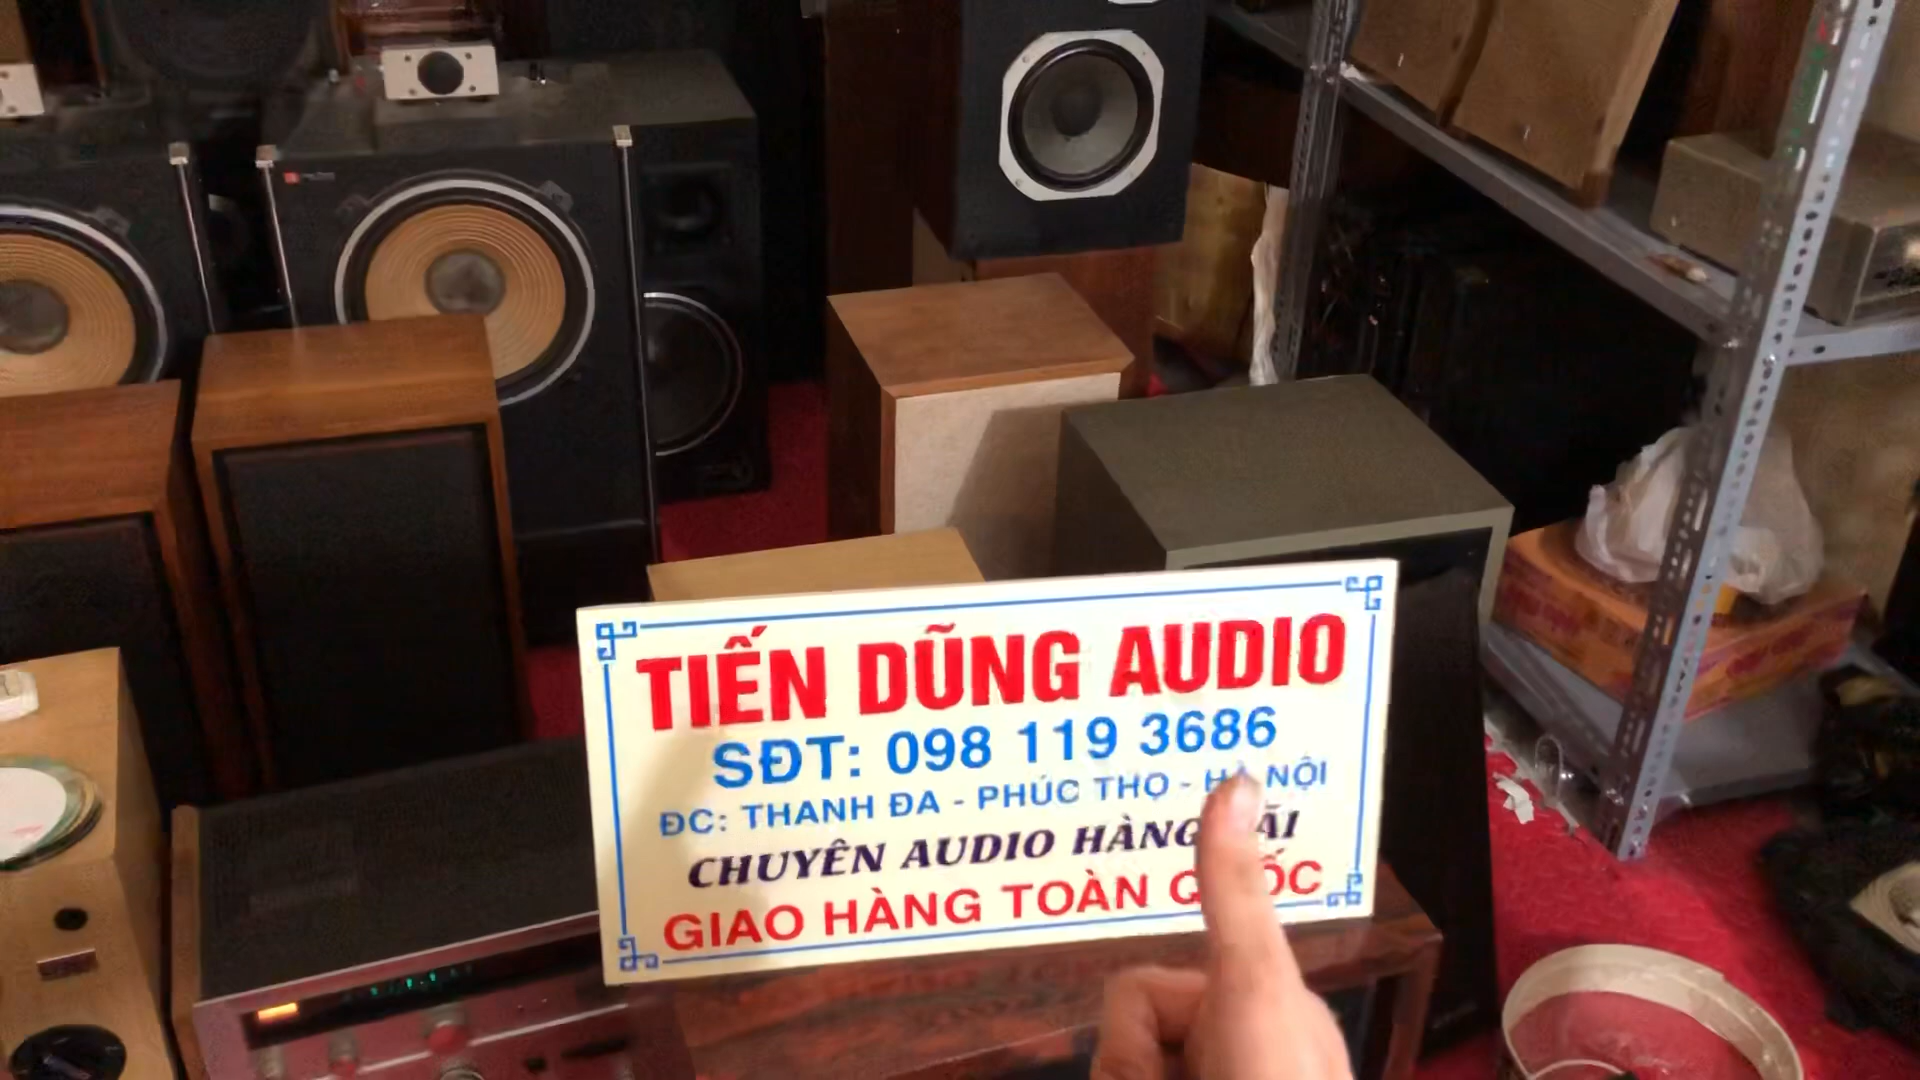 TIẾN DŨNG AUDIO
SĐT: 098 119 3686
ĐC: THANH ĐA - PHÚC THỌ - HÀ NỘI
CHUYÊN AUDIO HÀNG
GIAO HÀNG TOÀN